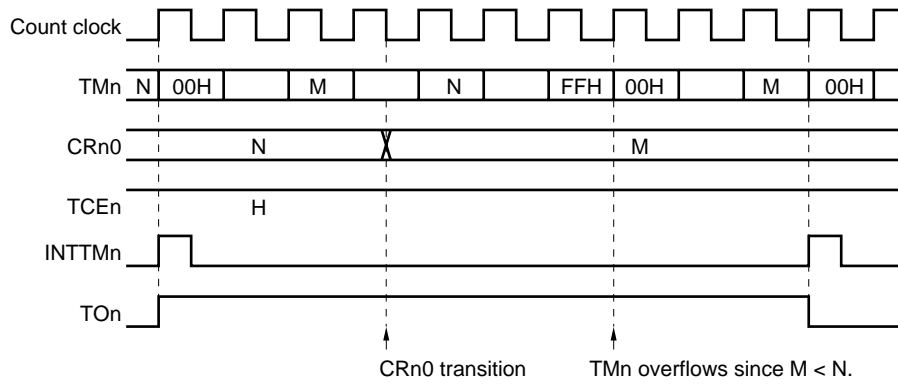 Count clock
TMn N 00H M N FFH 00H M 00H
CRn0 N M
TCEn H
INTTMn
TOn
CRn0 transition TMn overflows since M < N.